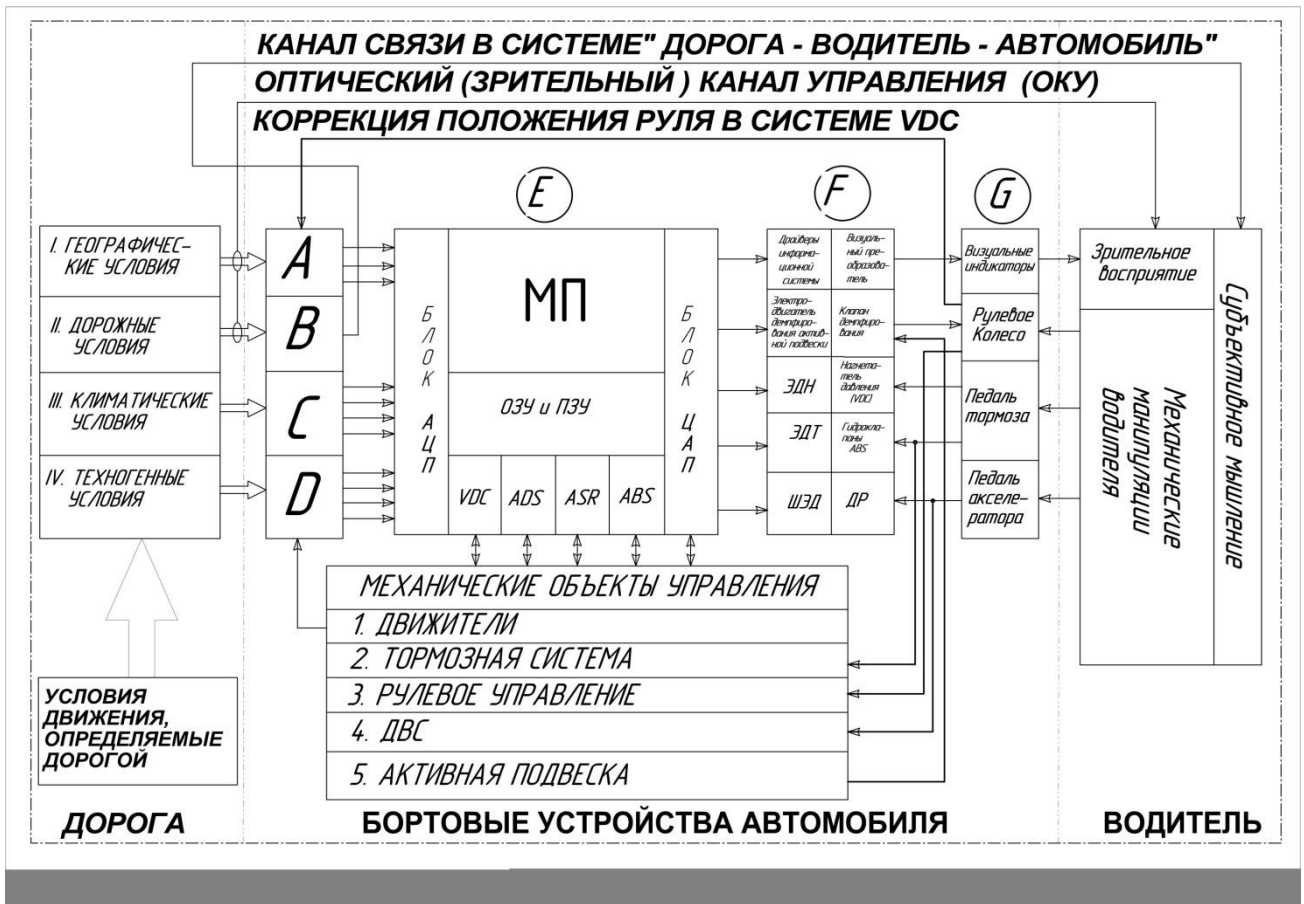 КАНАЛ СВЯЗИ В СИСТЕМЕ" ДОРОГА - ВОДИТЕЛЬ - АВТОМОБИЛЬ"
ОПТИЧЕСКИЙ (ЗРИТЕЛЬНЫЙ ) КАНАЛ УПРАВЛЕНИЯ (ОКУ)
КОРРЕКЦИЯ ПОЛОЖЕНИЯ РУЛЯ В СИСТЕМЕ VDC
E
F
G
I. ГЕОГРАФИЧЕС-
КИЕ УСЛОВИЯ
II. ДОРОЖНЫЕ
УСЛОВИЯ
III. КЛИМАТИЧЕСКИЕ
УСЛОВИЯ
IV. ТЕХНОГЕННЫЕ
УСЛОВИЯ
A
B
C
D
БЛОК АЦП
МП
ОЗУ и ПЗУ
VDC
ADS
ASR
ABS
БЛОК ЦАП
Драйверы
информа-
ционной
системы
Визуаль-
ный пре-
образова-
тель
Электро-
двигатель
демпфиро-
вания актив-
ной подвески
Клапан
демпфиро-
вания
ЭДН
Нагнета-
тель
давления
(VDC)
ЭДТ
Гидрокла-
паны
ABS
ШЭД
ДР
Визуальные
индикаторы
Рулевое
Колесо
Педаль
тормоза
Педаль
акселе-
ратора
Зрительное
восприятие
Механические
манипуляции
водителя
Субъективное мышление
МЕХАНИЧЕСКИЕ ОБЪЕКТЫ УПРАВЛЕНИЯ
1. ДВИЖИТЕЛИ
2. ТОРМОЗНАЯ СИСТЕМА
3. РУЛЕВОЕ УПРАВЛЕНИЕ
4. ДВС
5. АКТИВНАЯ ПОДВЕСКА
УСЛОВИЯ
ДВИЖЕНИЯ,
ОПРЕДЕЛЯЕМЫЕ
ДОРОГОЙ
ДОРОГА
БОРТОВЫЕ УСТРОЙСТВА АВТОМОБИЛЯ
ВОДИТЕЛЬ